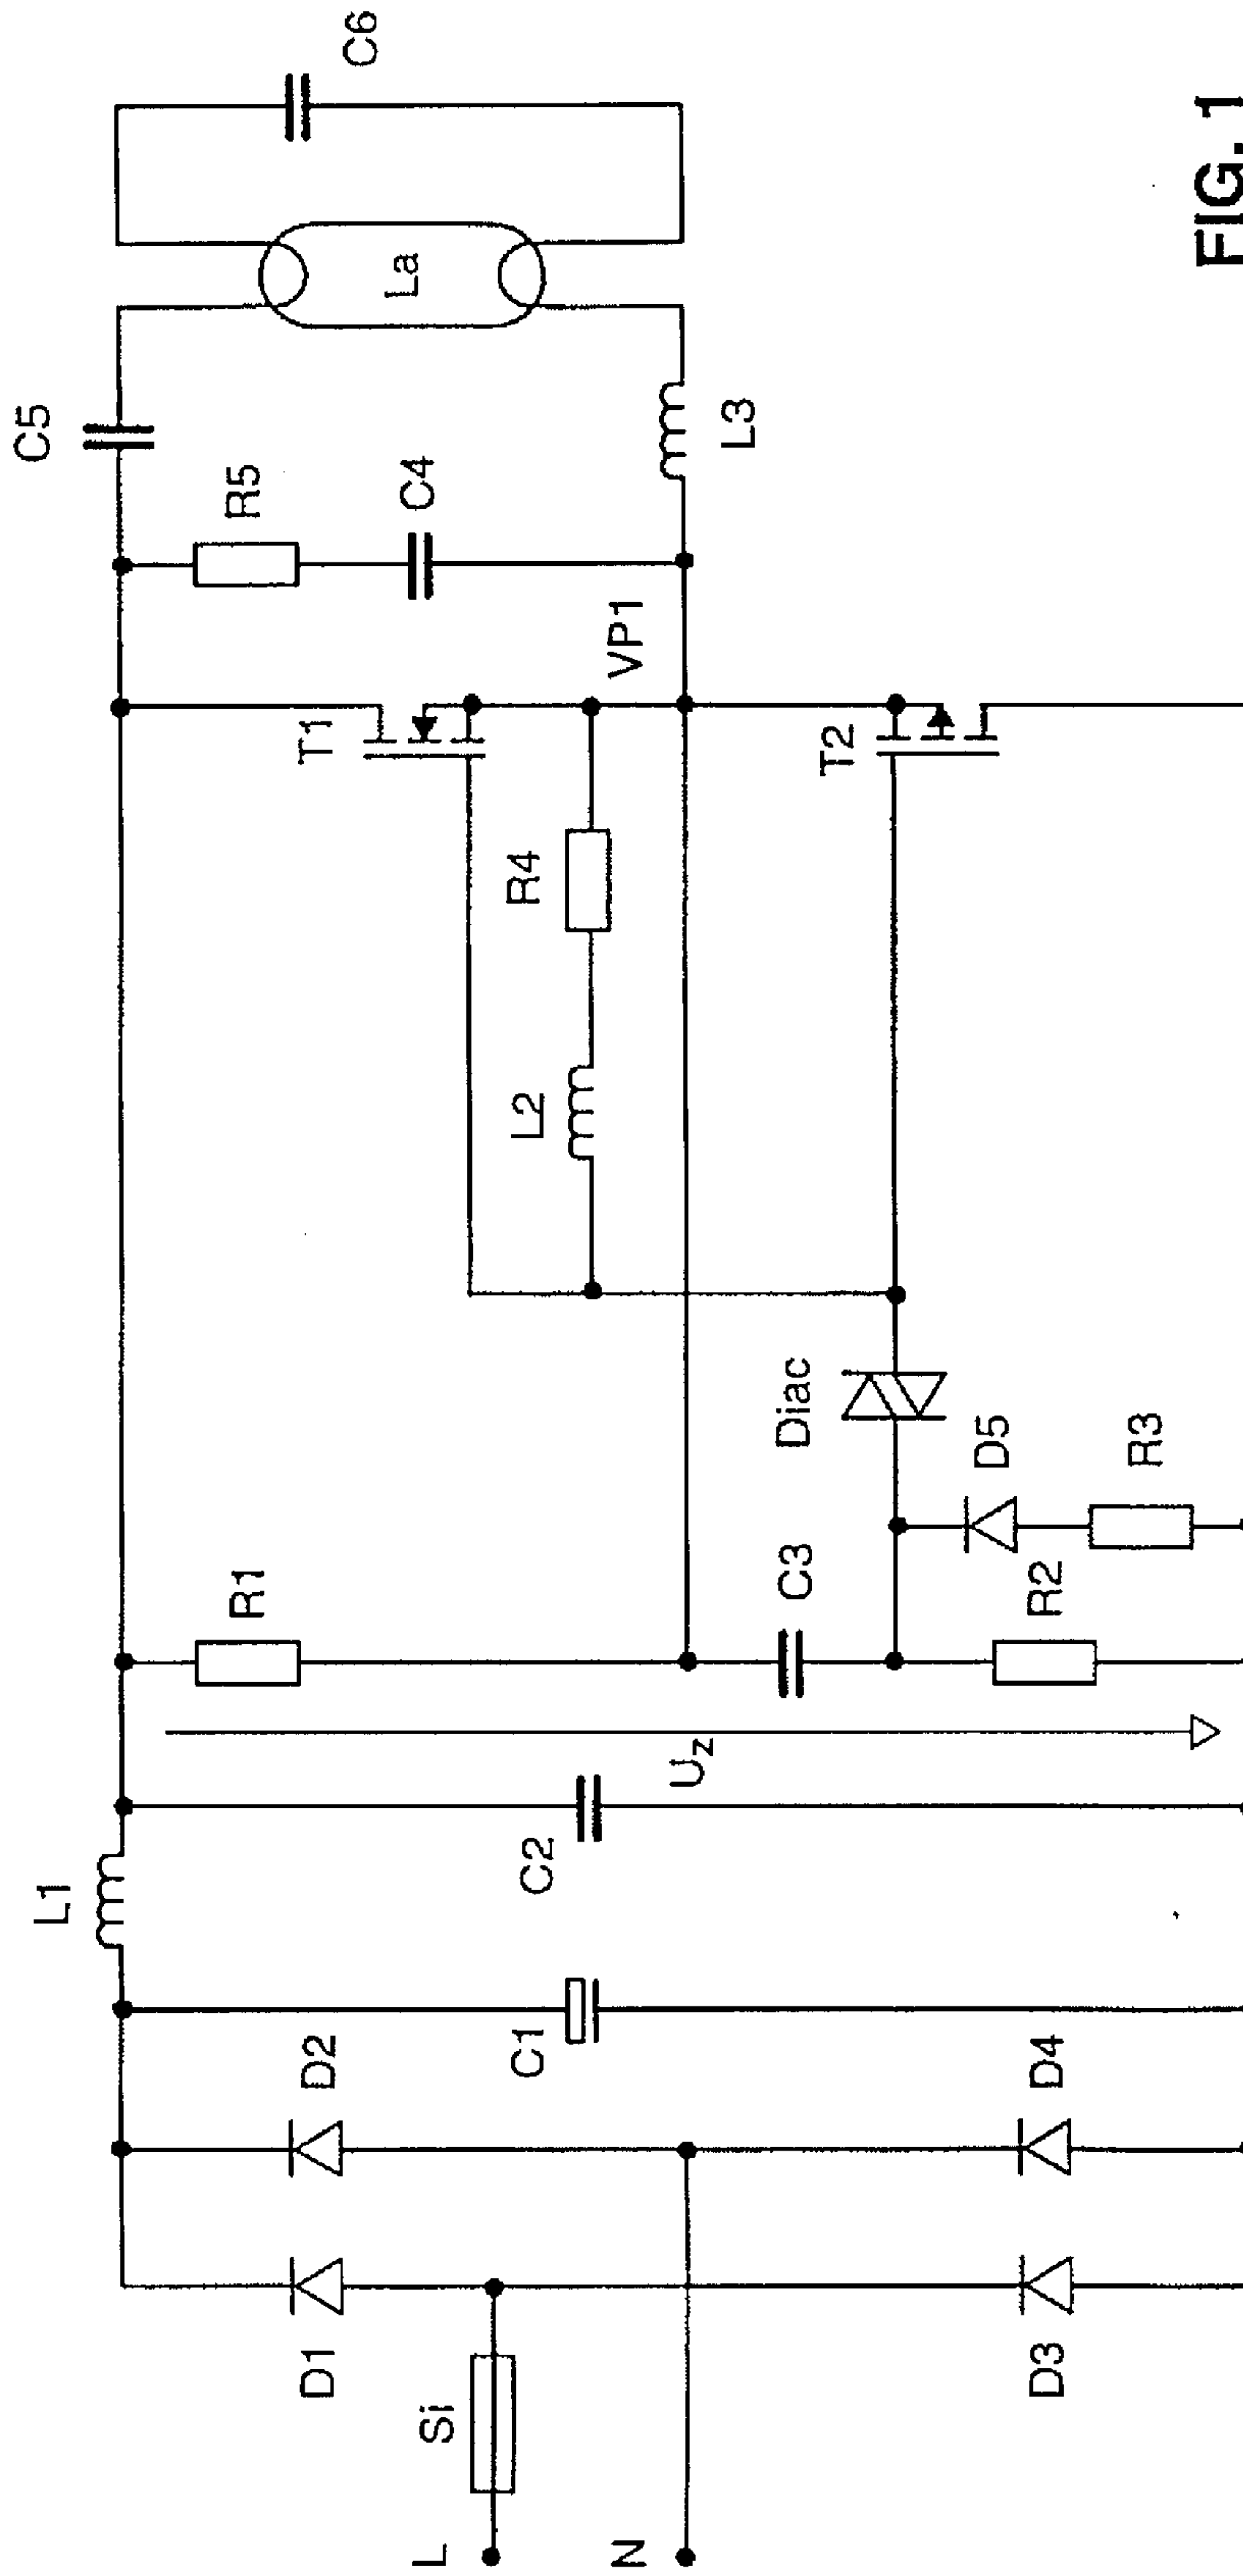 L
N
Si
D1
D2
D3
D4
C1
L1
C2
Uz
R1
C3
R2
D5
R3
Diac
L2
R4
T1
T2
VP1
R5
C4
C5
L3
La
C6
FIG. 1